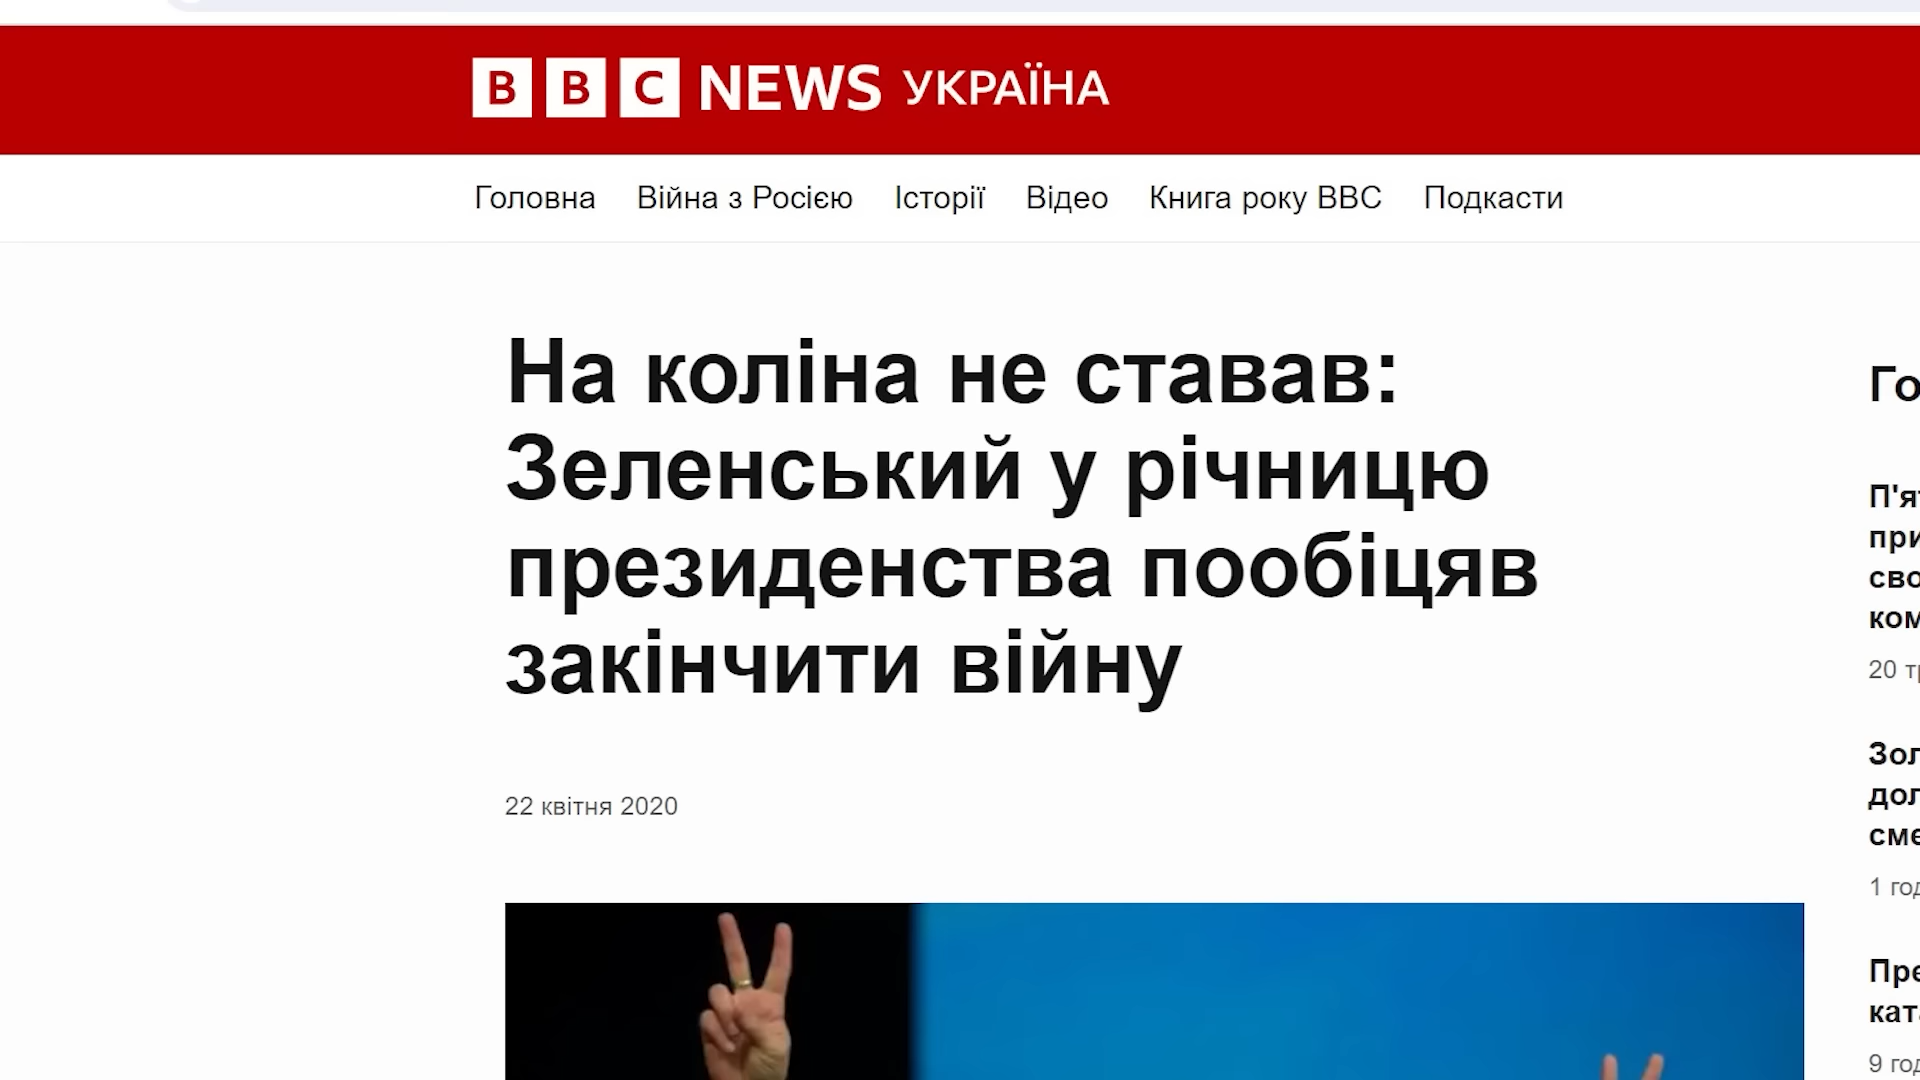 BBC NEWS УКРАЇНА
Головна Війна з Росією Історії Відео Книга року BBC Подкасти
На коліна не ставав:
Зеленський у річницю
президенства пообіцяв
закінчити війну
22 квітня 2020